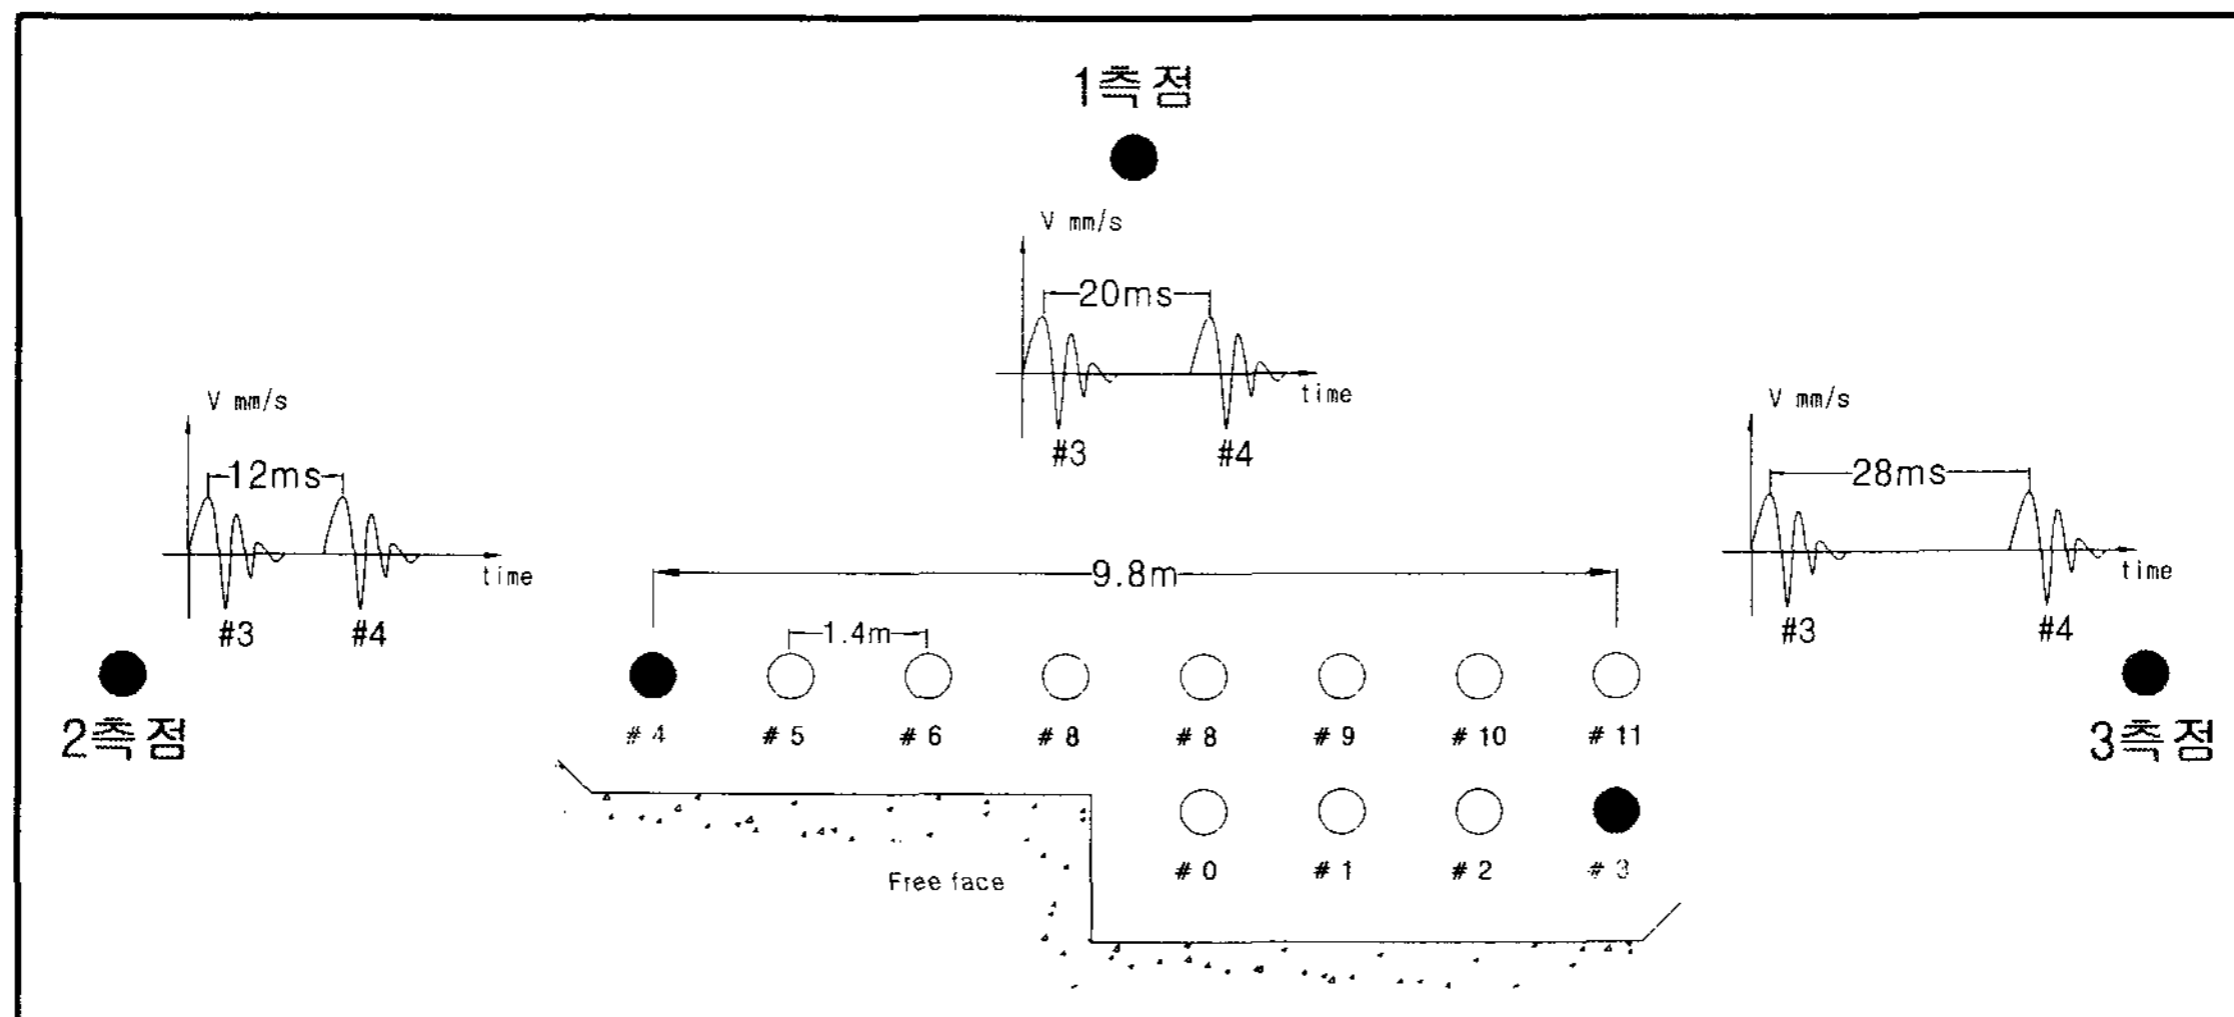 1측점
V mm/s
20ms
time
#3 #4
V mm/s
12ms
time
#3 #4
V mm/s
28ms
time
#3 #4
9.8m
1.4m
2측점
3측점
# 4 # 5 # 6 # 8 # 8 # 9 # 10 # 11
# 0 # 1 # 2 # 3
Free face